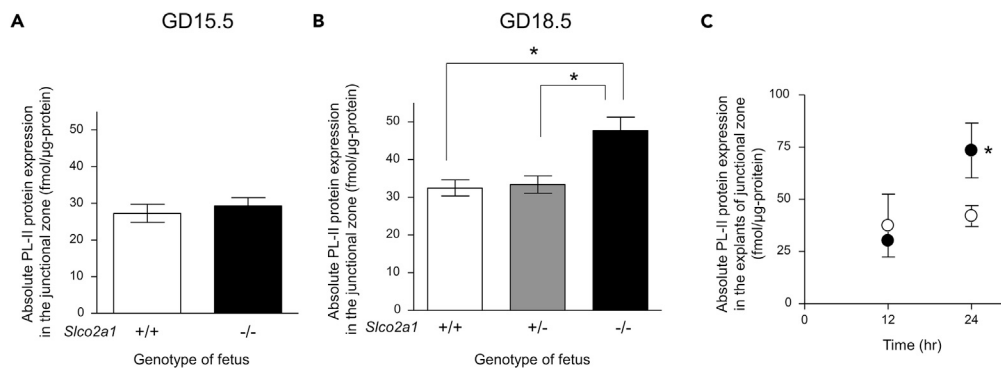 A
GD15.5
Absolute PL-II protein expression
in the junctional zone (fmol/µg-protein)
50
40
30
20
10
0
Slco2a1
+/+
-/-
Genotype of fetus
B
GD18.5
*
*
Absolute PL-II protein expression
in the junctional zone (fmol/µg-protein)
50
40
30
20
10
0
Slco2a1
+/+
+/-
-/-
Genotype of fetus
C
Absolute PL-II protein expression
in the explants of junctional zone
(fmol/µg-proitein)
100
75
50
25
0
*
0
12
24
Time (hr)